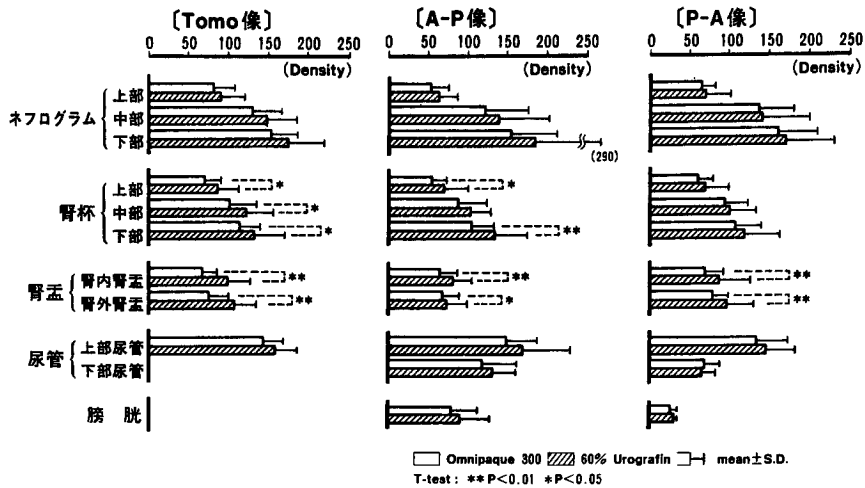 〔Tomo像〕 〔A-P像〕 〔P-A像〕
0 50 100 150 200 250 0 50 100 150 200 250 0 50 100 150 200 250
(Density) (Density) (Density)
ネフログラム
上部
中部
下部
(290)
腎杯
上部 * *
中部 *
下部 * **
腎盂
腎内腎盂 ** ** **
腎外腎盂 ** * **
尿管
上部尿管
下部尿管
膀胱
Omnipaque 300 60% Urografin mean±S.D.
T-test: **P<0.01 *P<0.05